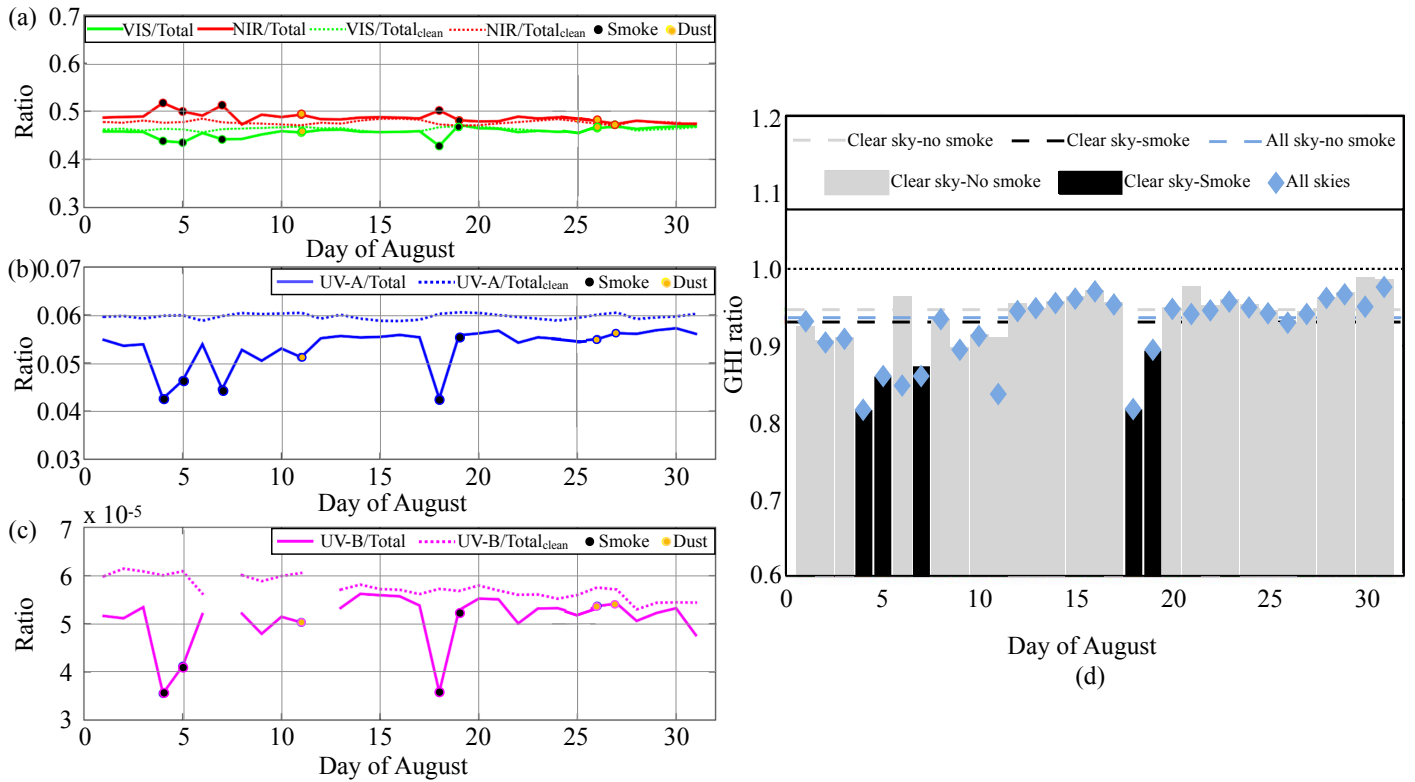 (a)
0.7
0.6
0.5
0.4
0.3
Ratio
VIS/Total NIR/Total VIS/Totalclean NIR/Totalclean Smoke Dust
0 5 10 15 20 25 30
Day of August
(b)
0.07
0.06
0.05
0.04
0.03
Ratio
UV-A/Total UV-A/Totalclean Smoke Dust
0 5 10 15 20 25 30
Day of August
(c)
x 10-5
7
6
5
4
3
Ratio
UV-B/Total UV-B/Totalclean Smoke Dust
0 5 10 15 20 25 30
Day of August
1.2
1.1
1.0
0.9
0.8
0.7
0.6
GHI ratio
Clear sky-no smoke Clear sky-smoke All sky-no smoke
Clear sky-No smoke Clear sky-Smoke All skies
0 5 10 15 20 25 30
Day of August
(d)